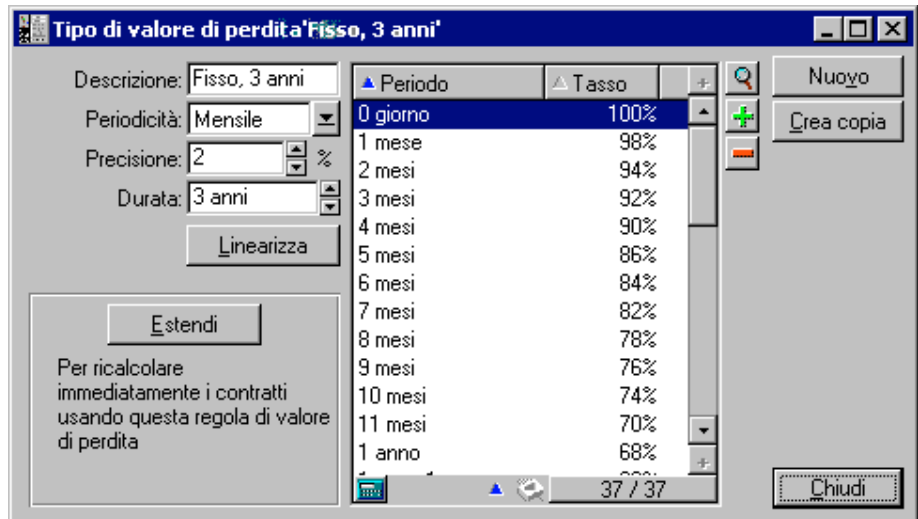 Tipo di valore di perdita'Fisso, 3 anni'
Descrizione: Fisso, 3 anni
Periodicità: Mensile
Precisione: 2 %
Durata: 3 anni
Linearizza
Estendi
Per ricalcolare
immediatamente i contratti
usando questa regola di valore
di perdita
Periodo Tasso
0 giorno 100%
1 mese 98%
2 mesi 94%
3 mesi 92%
4 mesi 90%
5 mesi 86%
6 mesi 84%
7 mesi 82%
8 mesi 78%
9 mesi 76%
10 mesi 74%
11 mesi 70%
1 anno 68%
37 / 37
Nuovo
Crea copia
Chiudi